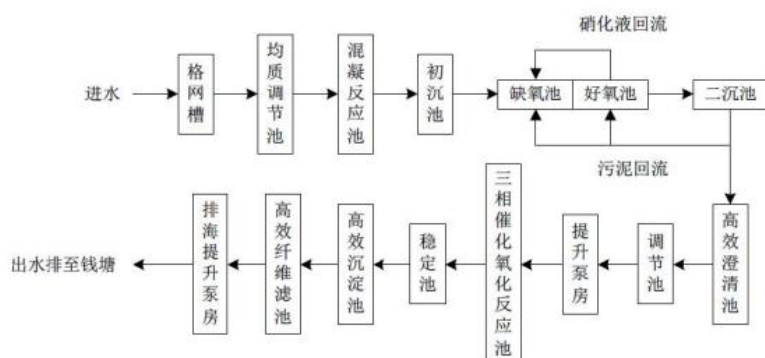 硝化液回流
进水
格网槽
均质调节池
混凝反应池
初沉池
缺氧池
好氧池
二沉池
污泥回流
出水排至钱塘
排海提升泵房
高效纤维滤池
高效沉淀池
稳定池
三相催化氧化反应池
提升泵房
调节池
高效澄清池